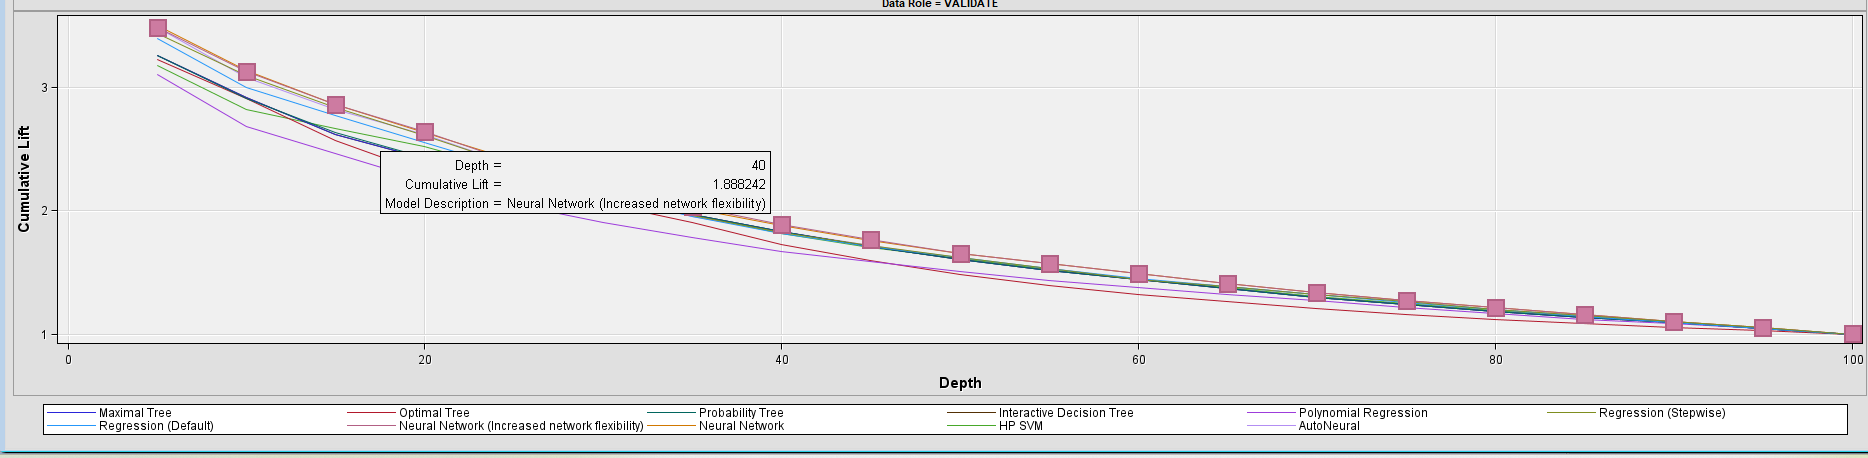 Data Role = VALIDATE
Cumulative Lift
3
2
1
Depth = 40
Cumulative Lift = 1.888242
Model Description = Neural Network (Increased network flexibility)
0 20 40 60 80 100
Depth
Maximal Tree Optimal Tree Probability Tree Interactive Decision Tree Polynomial Regression Regression (Stepwise)
Regression (Default) Neural Network (Increased network flexibility) Neural Network HP SVM AutoNeural